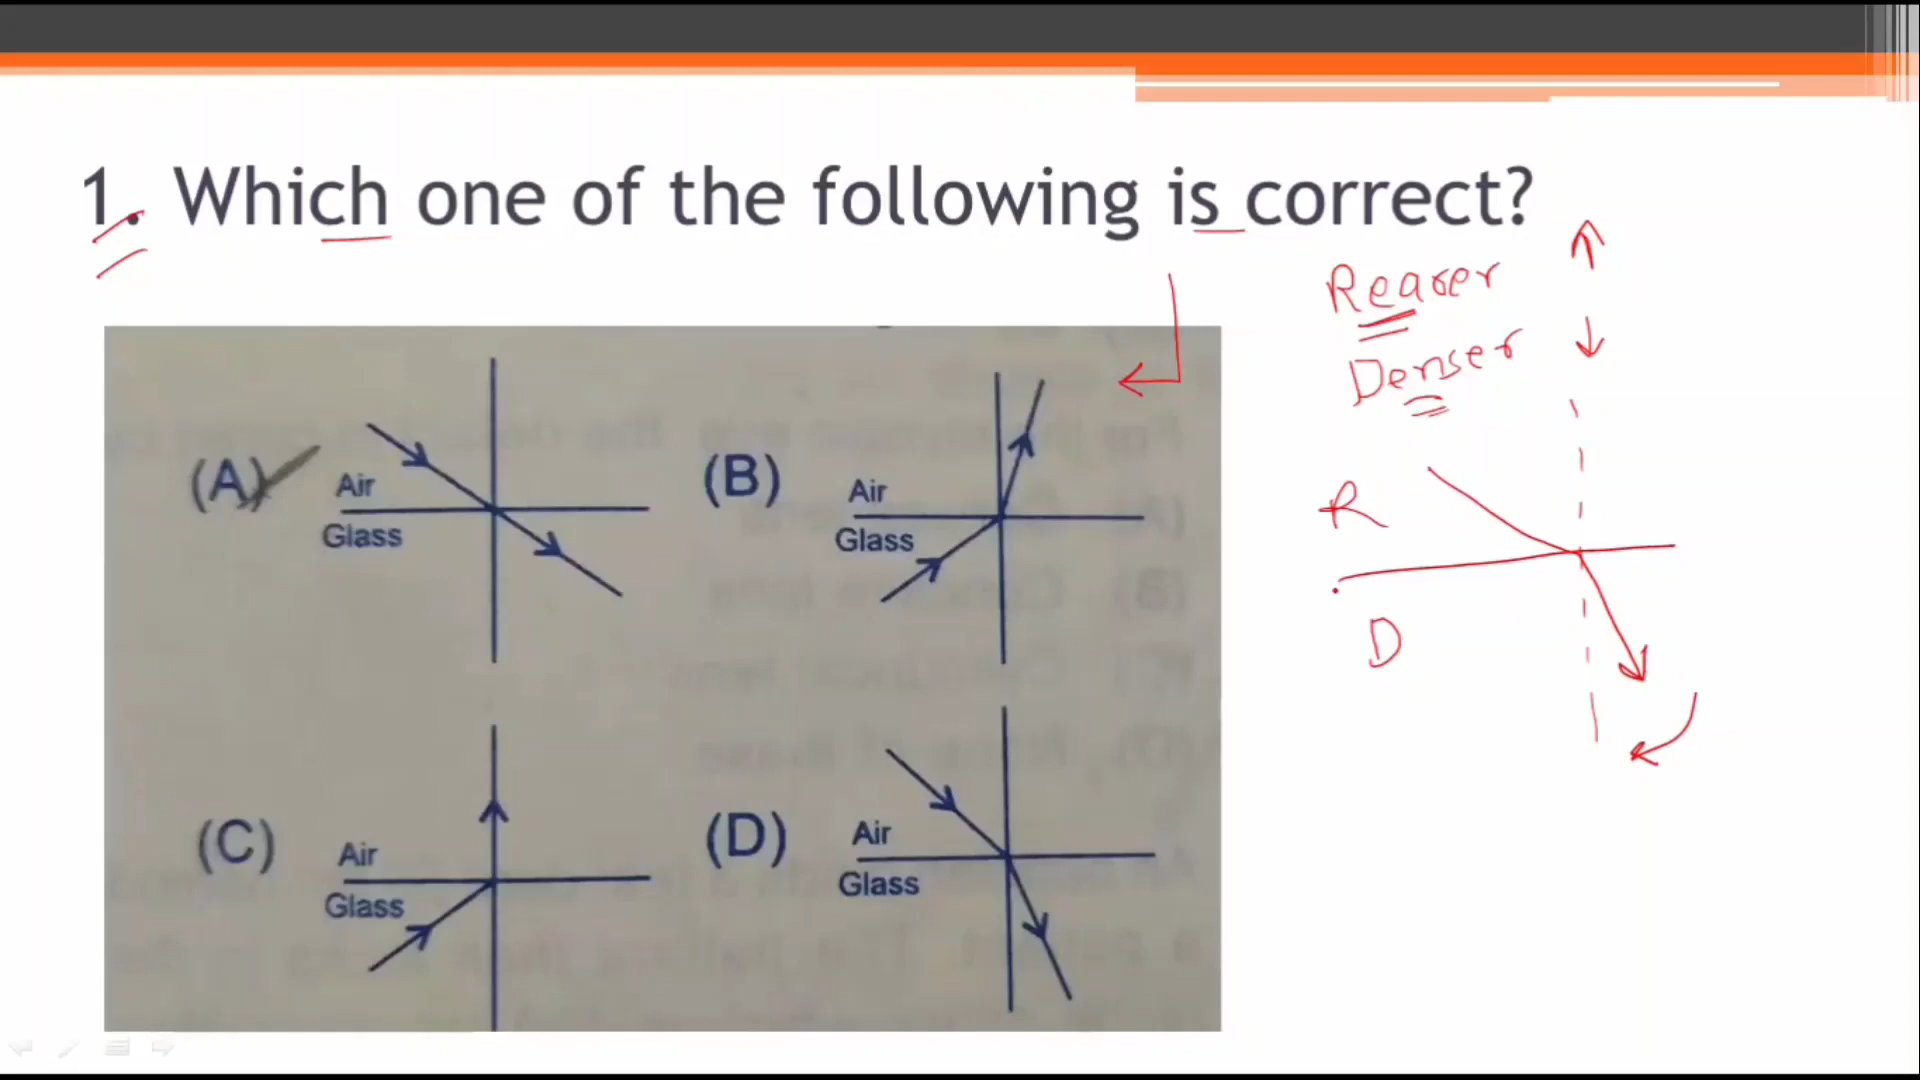 1. Which one of the following is correct?
Rearer
Denser
(A) Air
Glass
(B) Air
Glass
R
D
(C) Air
Glass
(D) Air
Glass